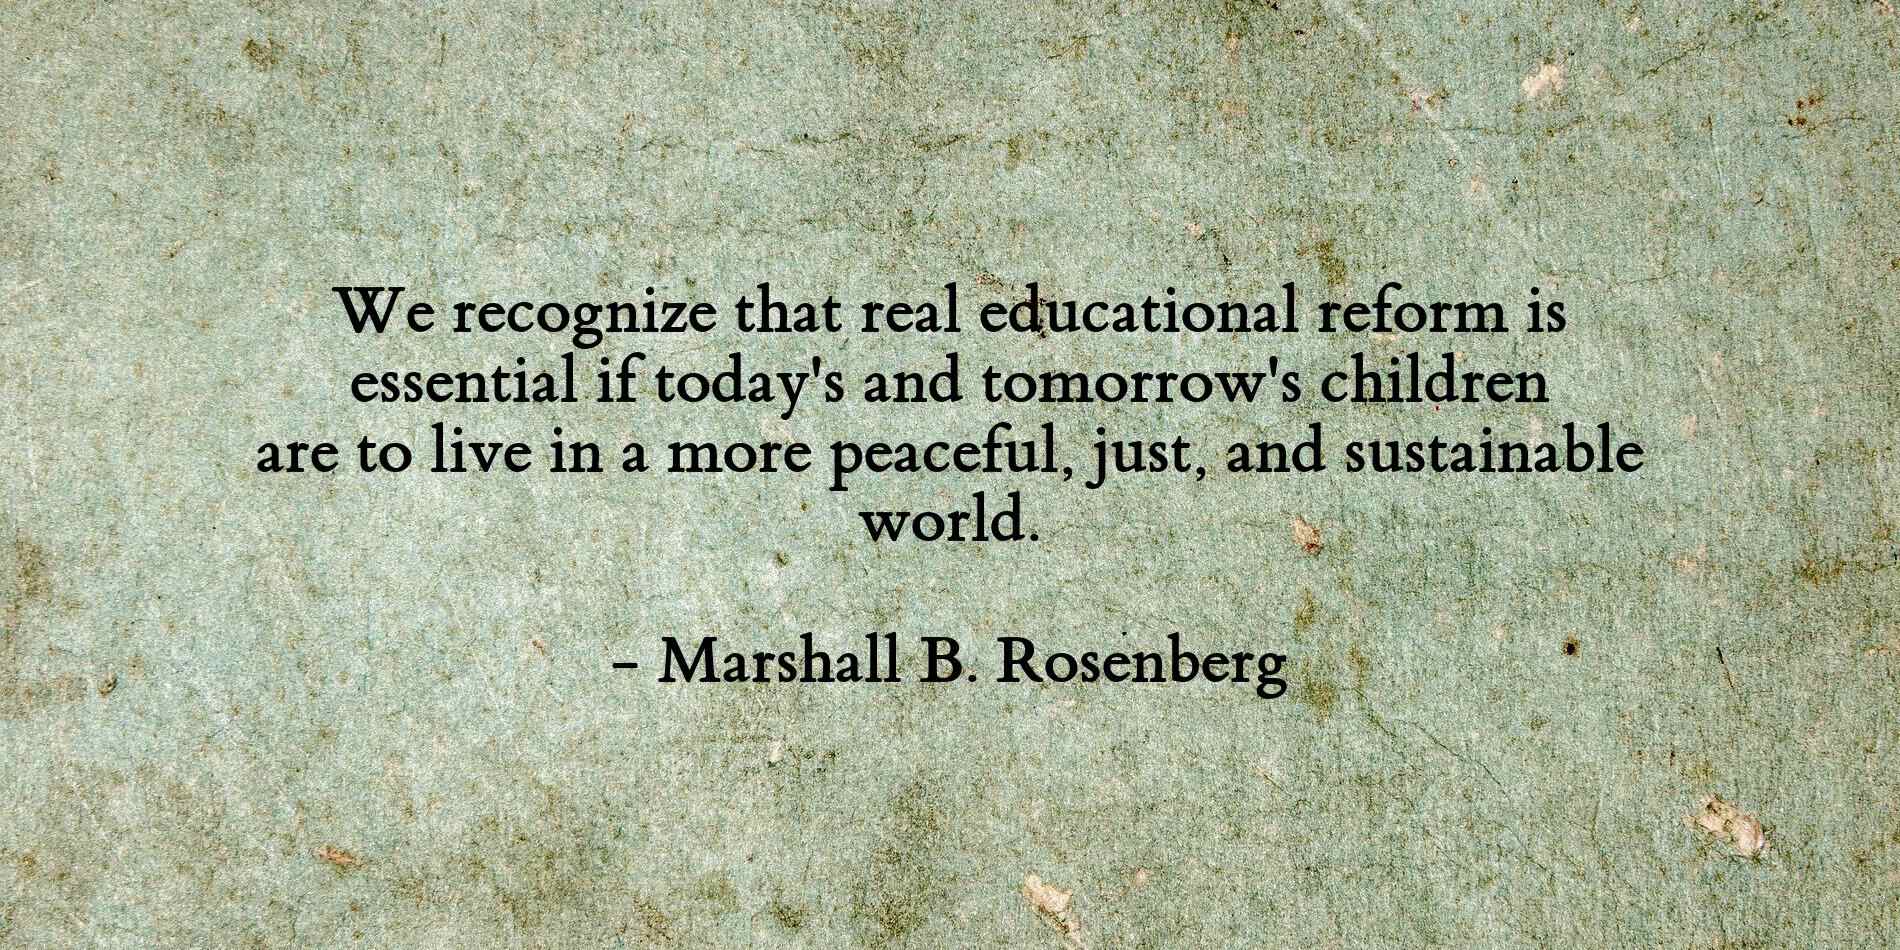 We recognize that real educational reform is
essential if today's and tomorrow's children
are to live in a more peaceful, just, and sustainable
world.
- Marshall B. Rosenberg